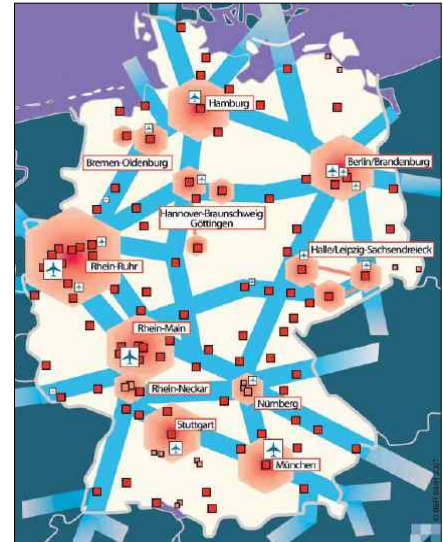 Hamburg
Bremen-Oldenburg
Berlin/Brandenburg
Hannover-Braunschweig
Göttingen
Halle/Leipzig-Sachsendreieck
Rhein-Ruhr
Rhein-Main
Rhein-Neckar
Nürnberg
Stuttgart
München